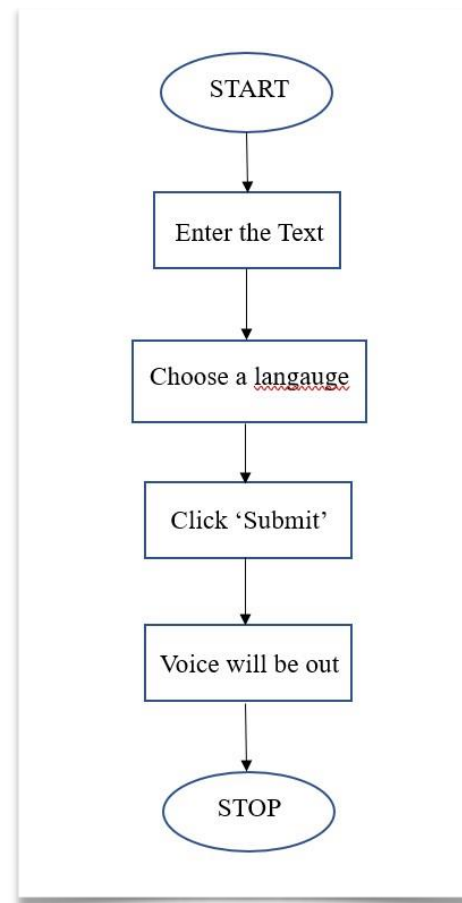 START
Enter the Text
Choose a langauge
Click ‘Submit’
Voice will be out
STOP